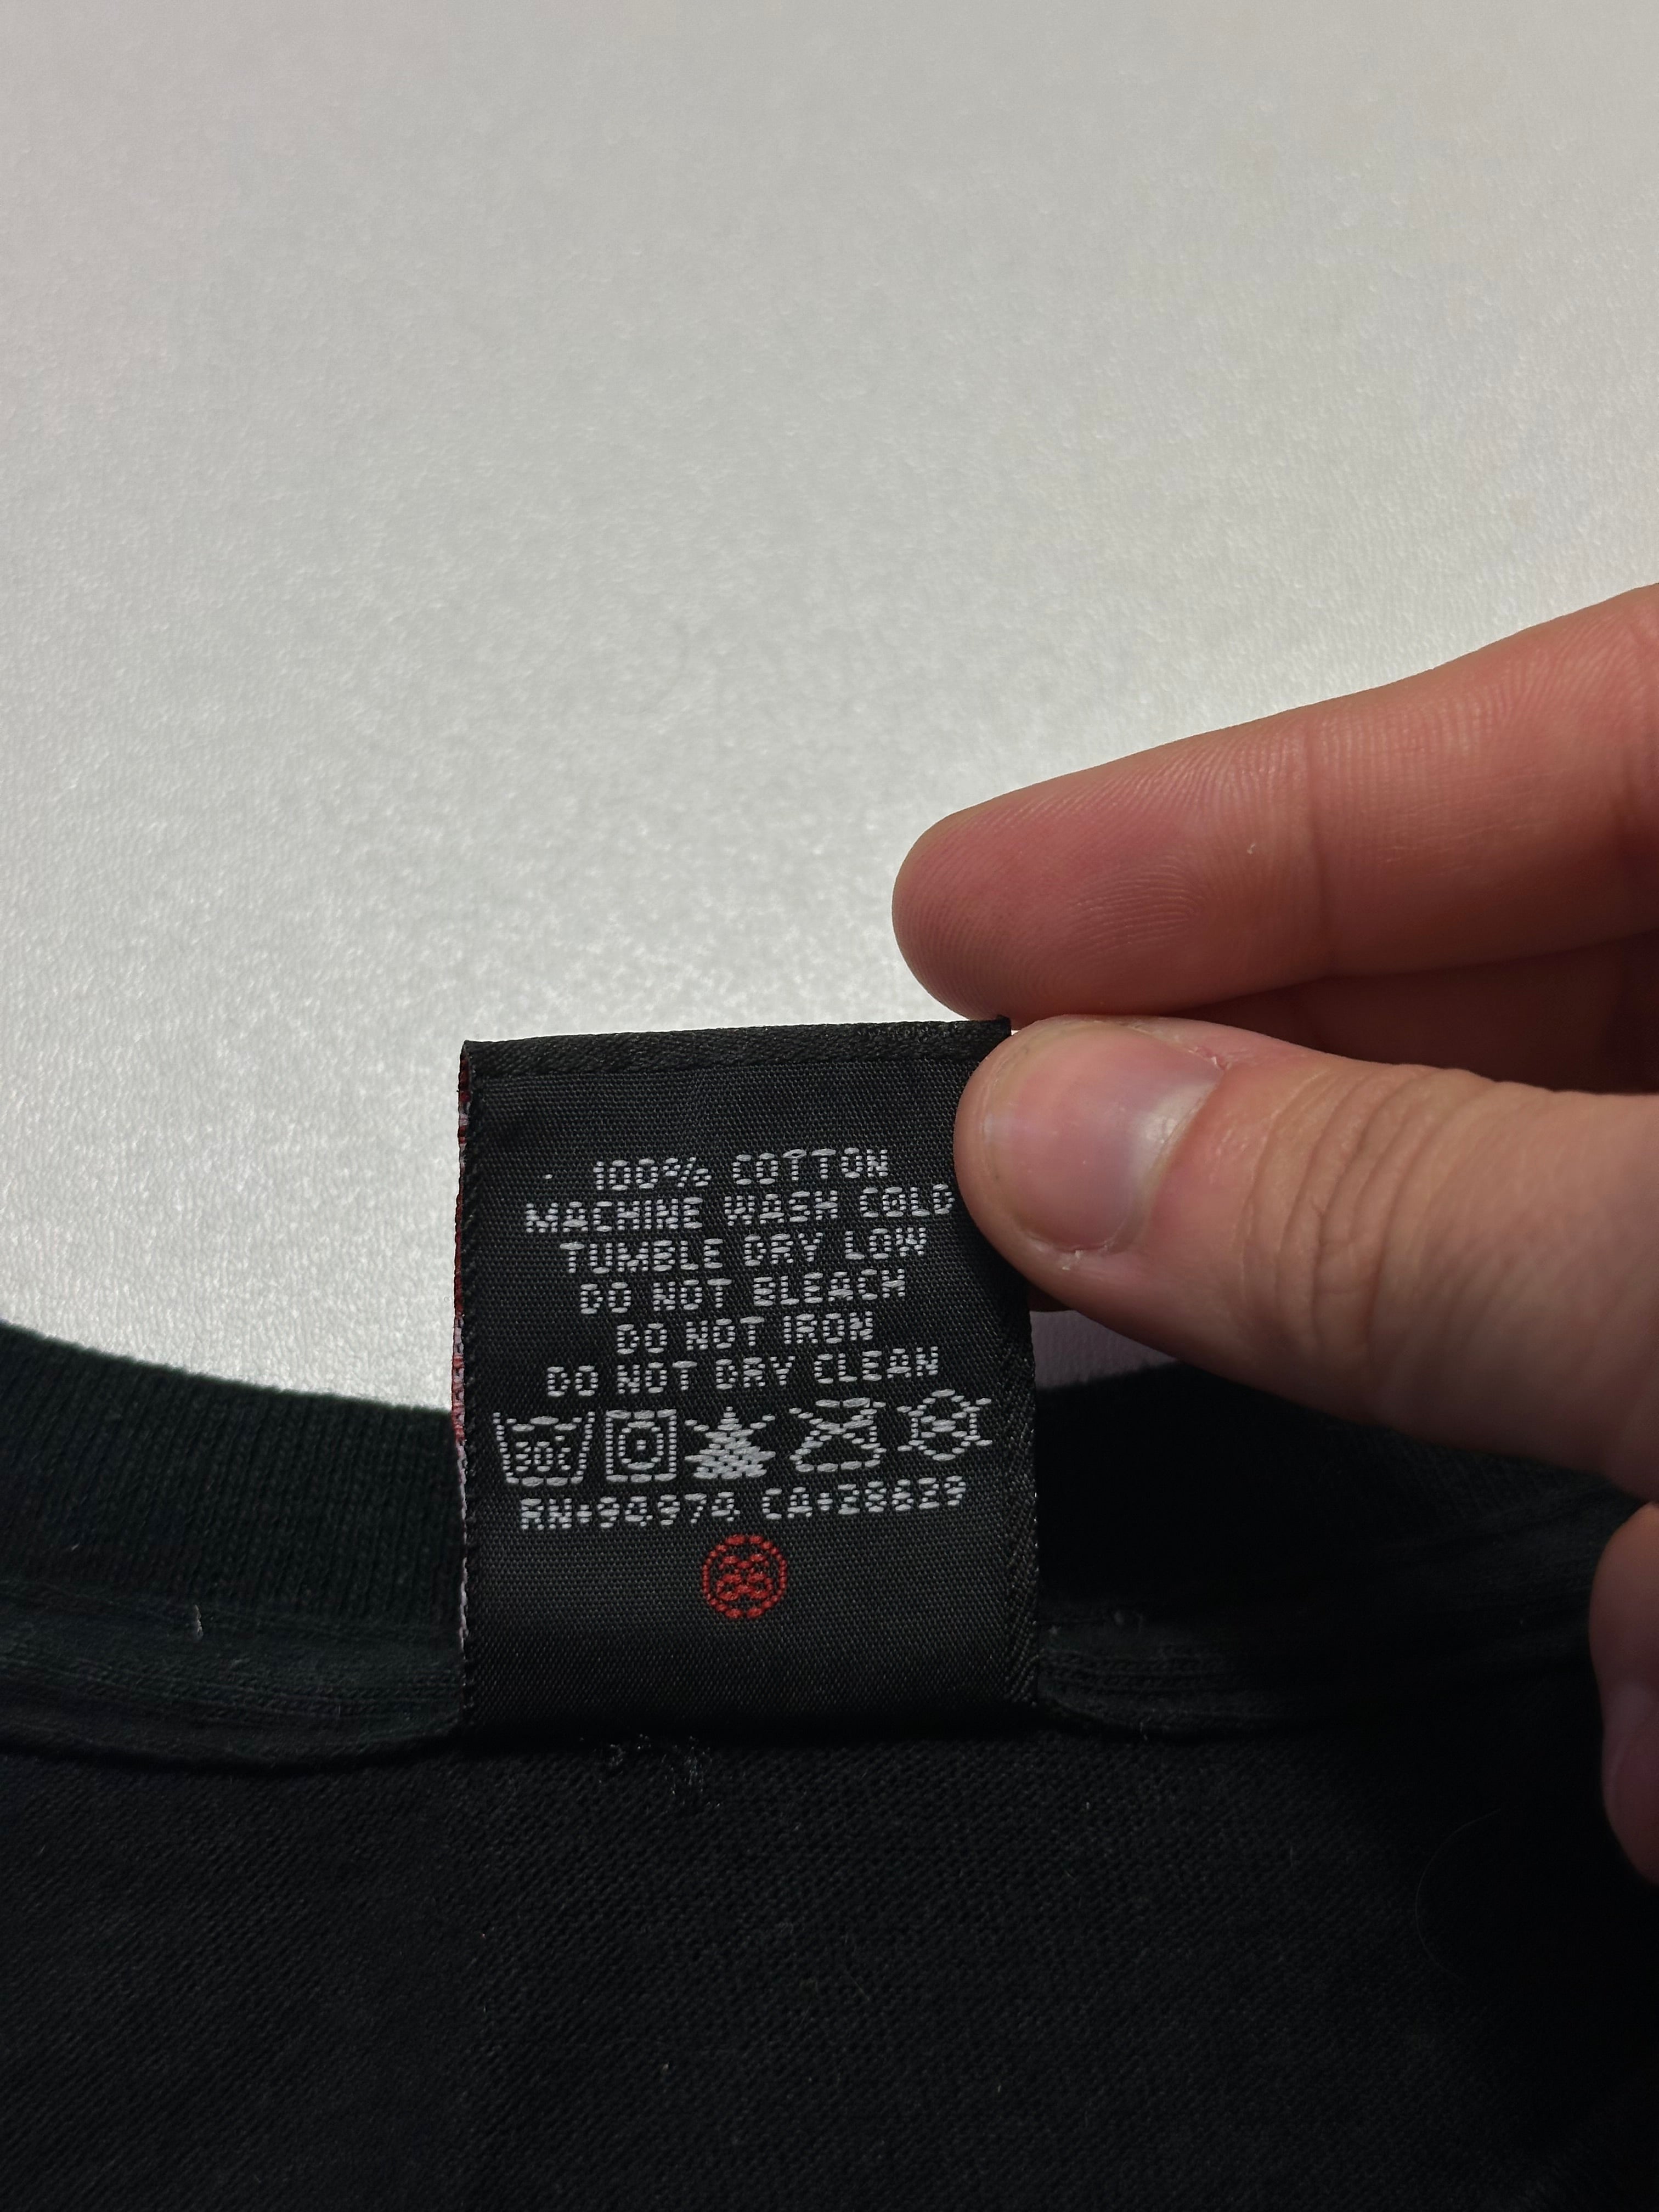 100% COTTON
MACHINE WASH COLD
TUMBLE DRY LOW
DO NOT BLEACH
DO NOT IRON
DO NOT DRY CLEAN
30c
RN#94974 CA#28629